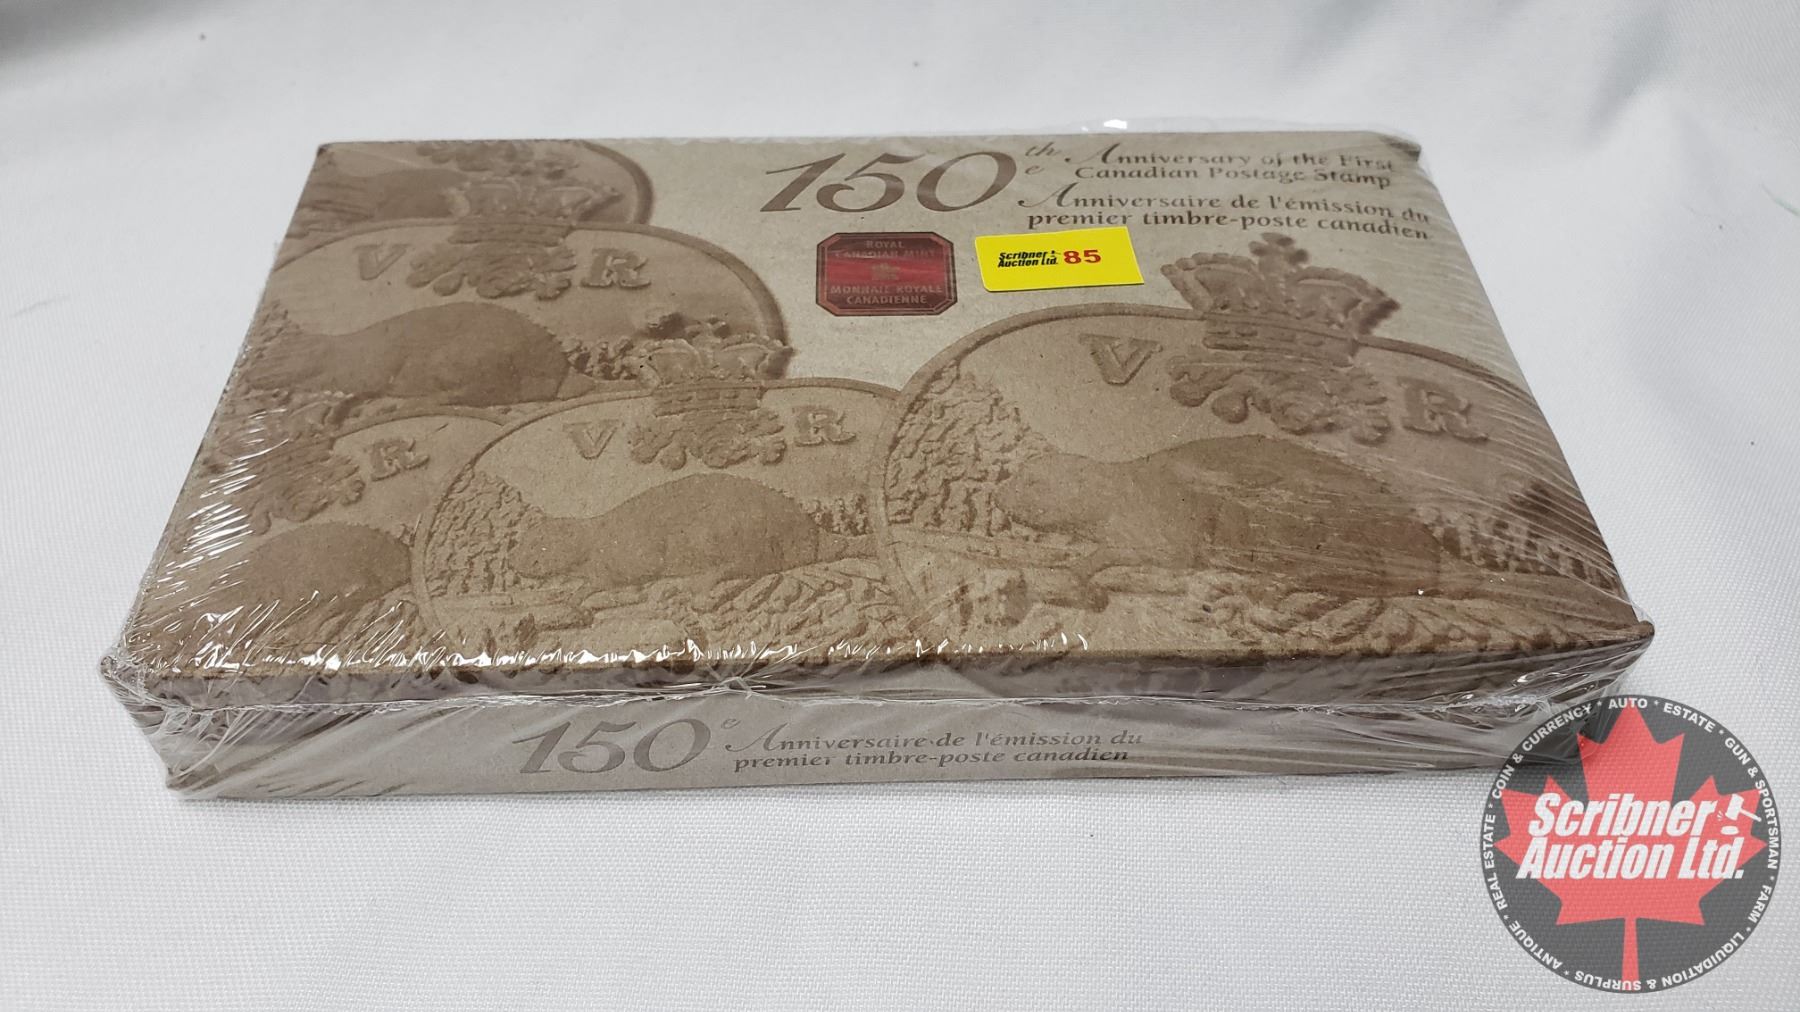 150th Anniversary of the First
Canadian Postage Stamp
e Anniversaire de l'émission du
premier timbre-poste canadien
ROYAL
CANADIAN MINT
MONNAIE ROYALE
CANADIENNE
Scribner
Auction Ltd. 85
V R
V R
V R
R
150e Anniversaire de l'émission du
premier timbre-poste canadien
Scribner
Auction Ltd.
REAL ESTATE * COIN & CURRENCY * AUTO * ESTATE * GUN & SPORTSMAN * FARM * LIQUIDATION & SURPLUS * ANTIQUE *